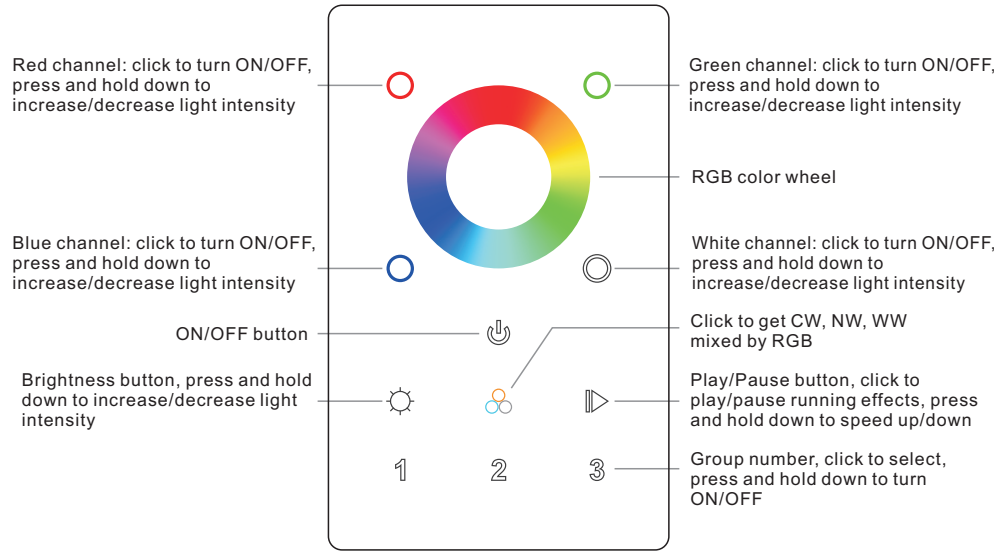 Red channel: click to turn ON/OFF,
press and hold down to
increase/decrease light intensity
Green channel: click to turn ON/OFF,
press and hold down to
increase/decrease light intensity
RGB color wheel
Blue channel: click to turn ON/OFF,
press and hold down to
increase/decrease light intensity
White channel: click to turn ON/OFF,
press and hold down to
increase/decrease light intensity
ON/OFF button
Click to get CW, NW, WW
mixed by RGB
Brightness button, press and hold
down to increase/decrease light
intensity
Play/Pause button, click to
play/pause running effects, press
and hold down to speed up/down
1 2 3
Group number, click to select,
press and hold down to turn
ON/OFF